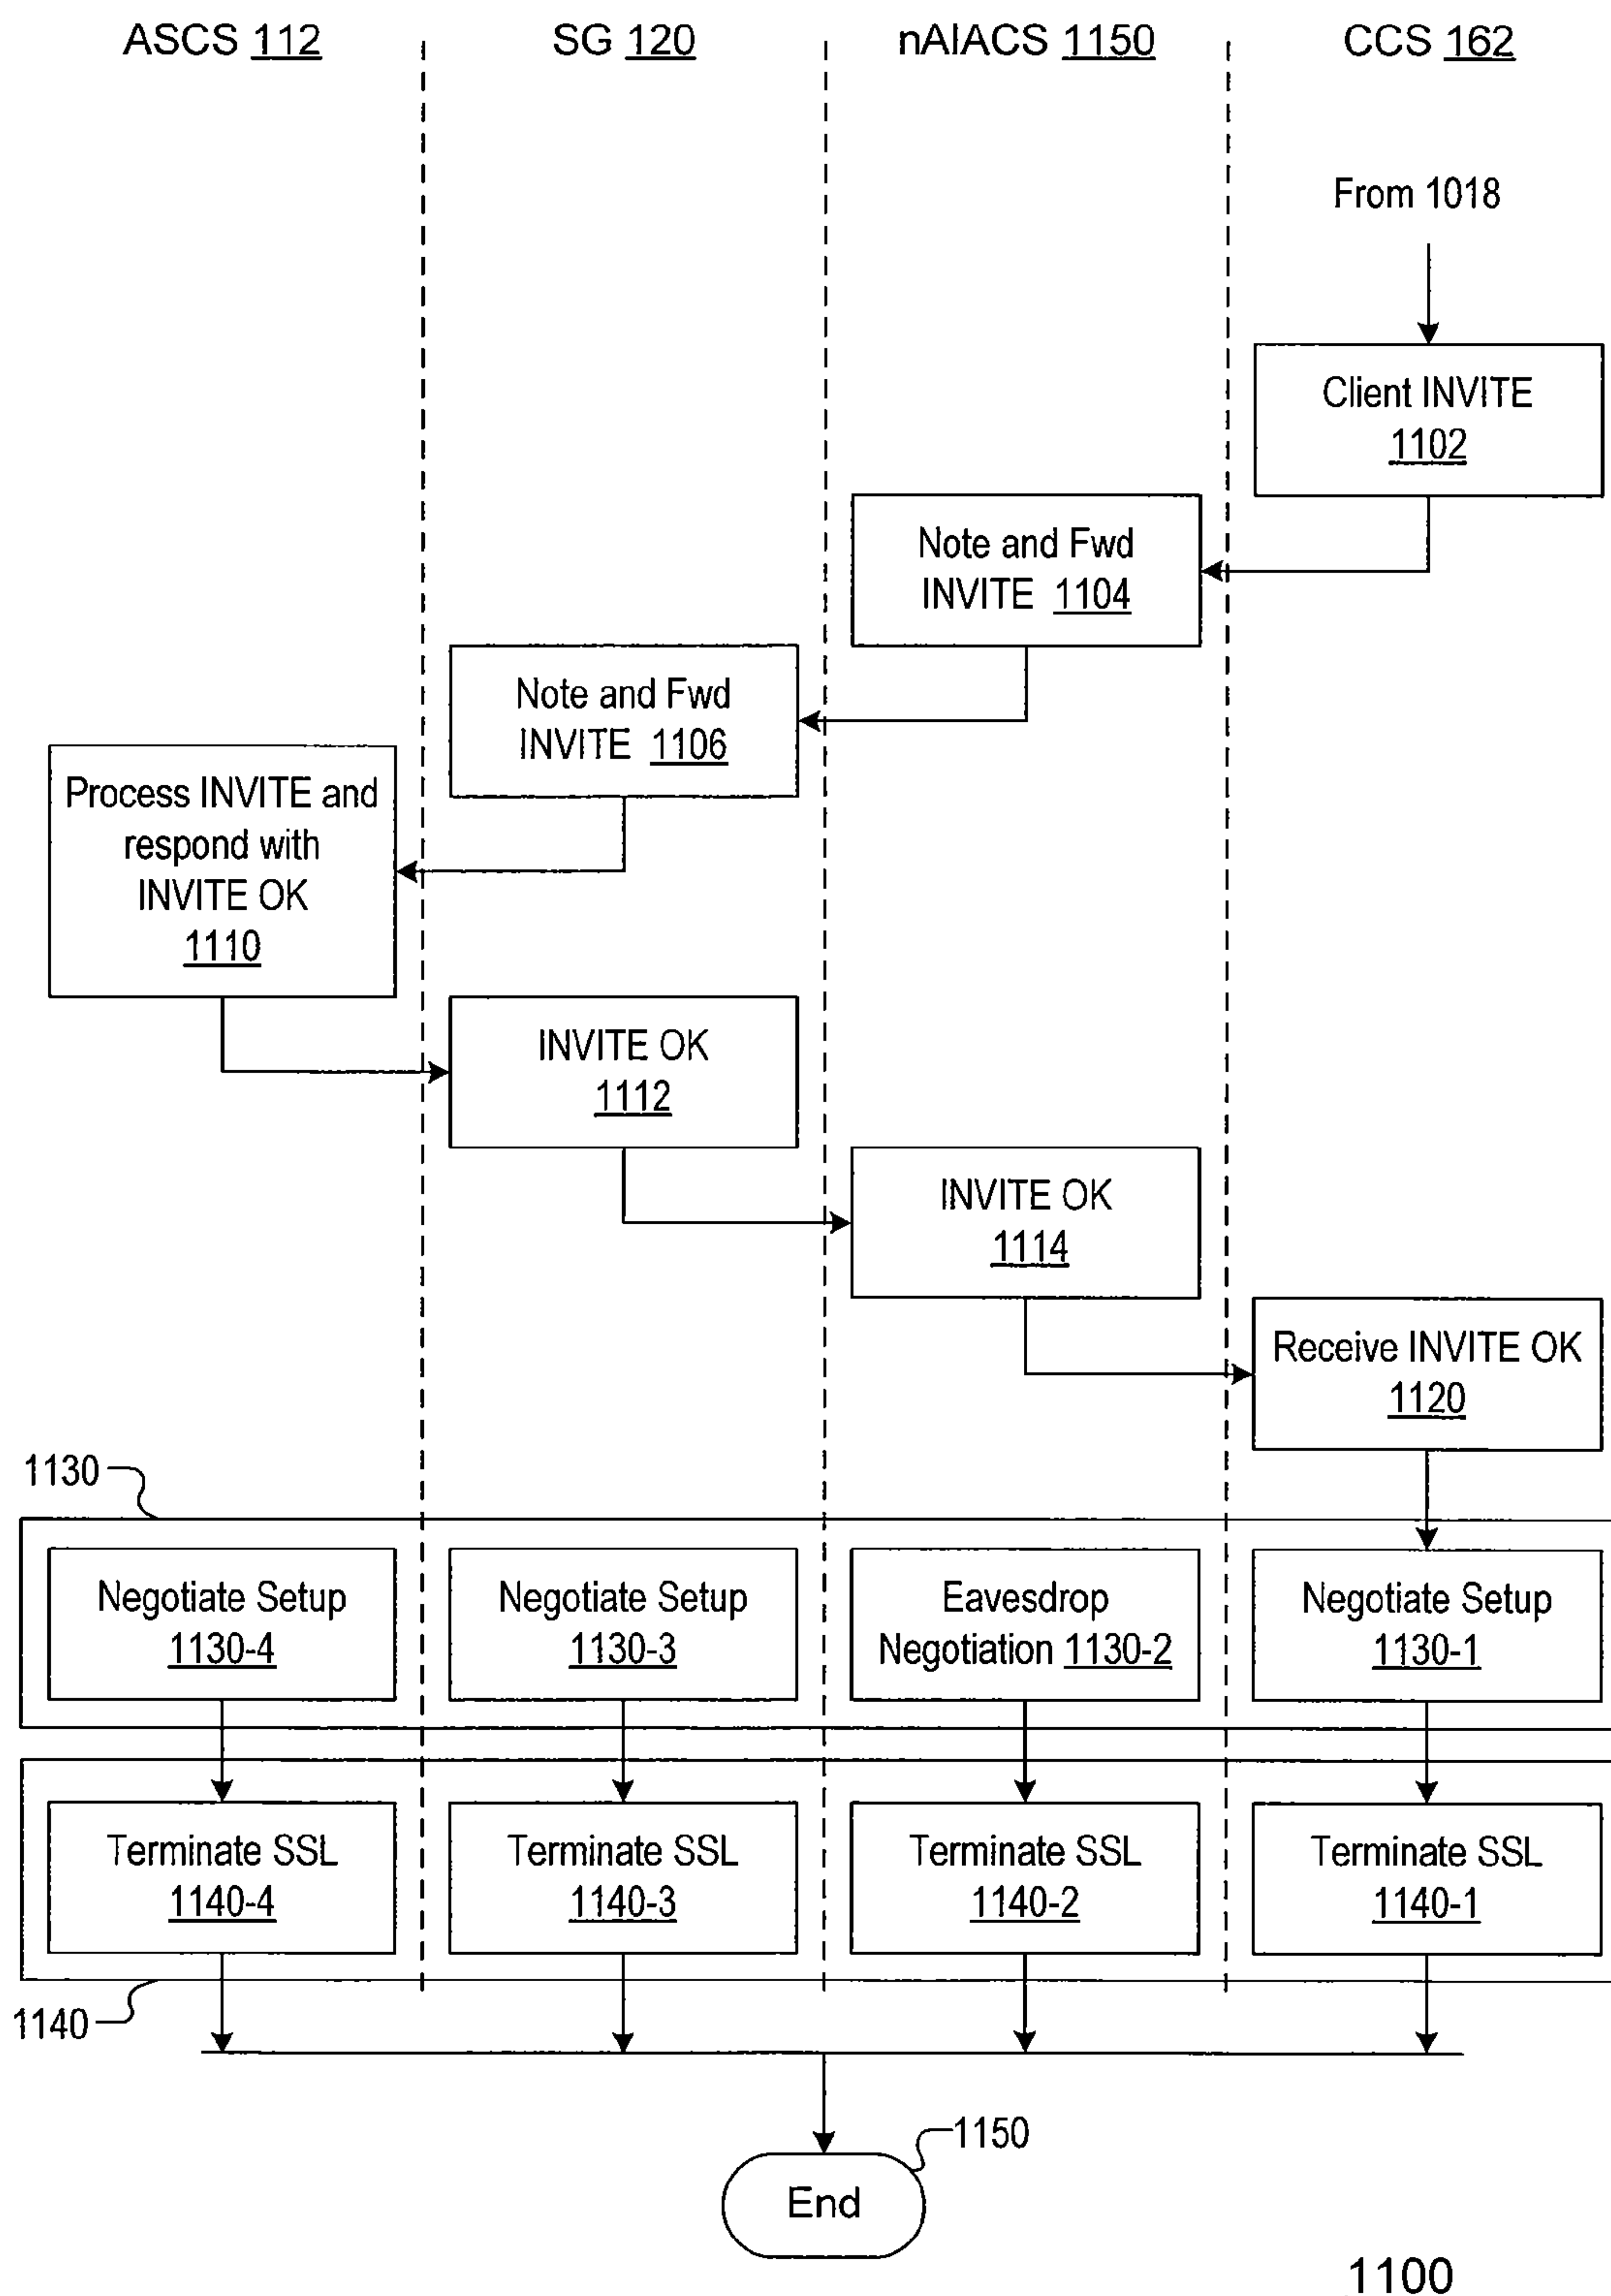 ASCS 112
SG 120
nAIACS 1150
CCS 162
From 1018
Client INVITE
1102
Note and Fwd
INVITE 1104
Note and Fwd
INVITE 1106
Process INVITE and
respond with
INVITE OK
1110
INVITE OK
1112
INVITE OK
1114
Receive INVITE OK
1120
1130
Negotiate Setup
1130-4
Negotiate Setup
1130-3
Eavesdrop
Negotiation 1130-2
Negotiate Setup
1130-1
Terminate SSL
1140-4
Terminate SSL
1140-3
Terminate SSL
1140-2
Terminate SSL
1140-1
1140
1150
End
1100